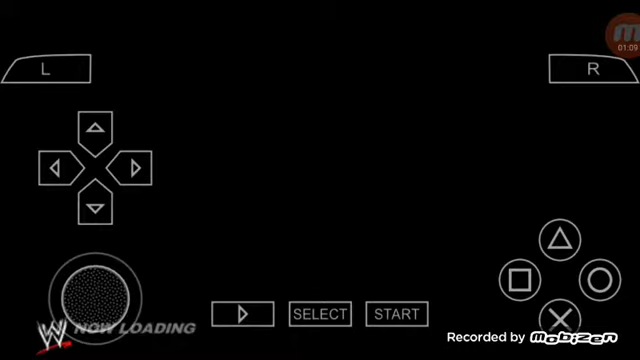 M
01:09
L
R
SELECT
START
W NOW LOADING
Recorded by mobizen